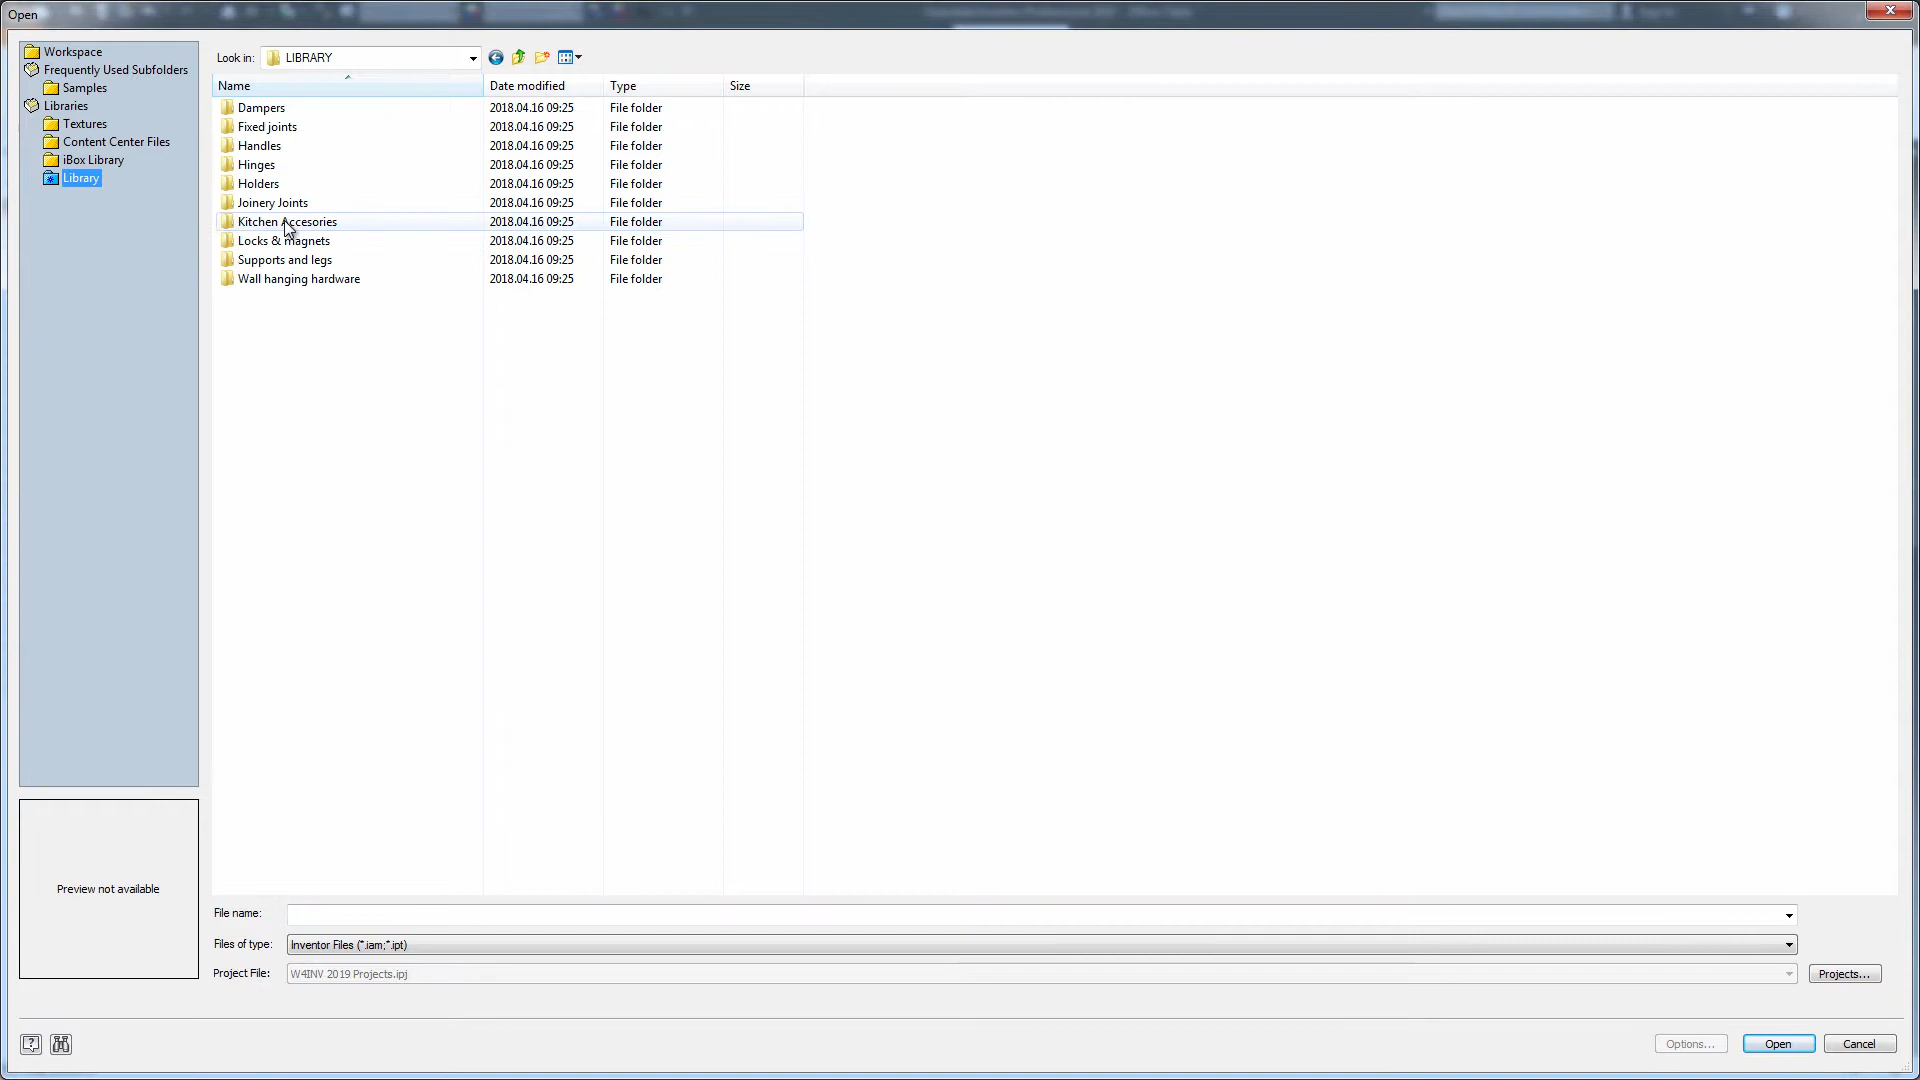 Open
Workspace
Frequently Used Subfolders
Samples
Libraries
Textures
Content Center Files
iBox Library
Library
Look in: LIBRARY
Name Date modified Type Size
Dampers 2018.04.16 09:25 File folder
Fixed joints 2018.04.16 09:25 File folder
Handles 2018.04.16 09:25 File folder
Hinges 2018.04.16 09:25 File folder
Holders 2018.04.16 09:25 File folder
Joinery Joints 2018.04.16 09:25 File folder
Kitchen Accesories 2018.04.16 09:25 File folder
Locks & magnets 2018.04.16 09:25 File folder
Supports and legs 2018.04.16 09:25 File folder
Wall hanging hardware 2018.04.16 09:25 File folder
Preview not available
File name:
Files of type: Inventor Files (*.iam;*.ipt)
Project File: W4INV 2019 Projects.ipj Projects...
Options... Open Cancel